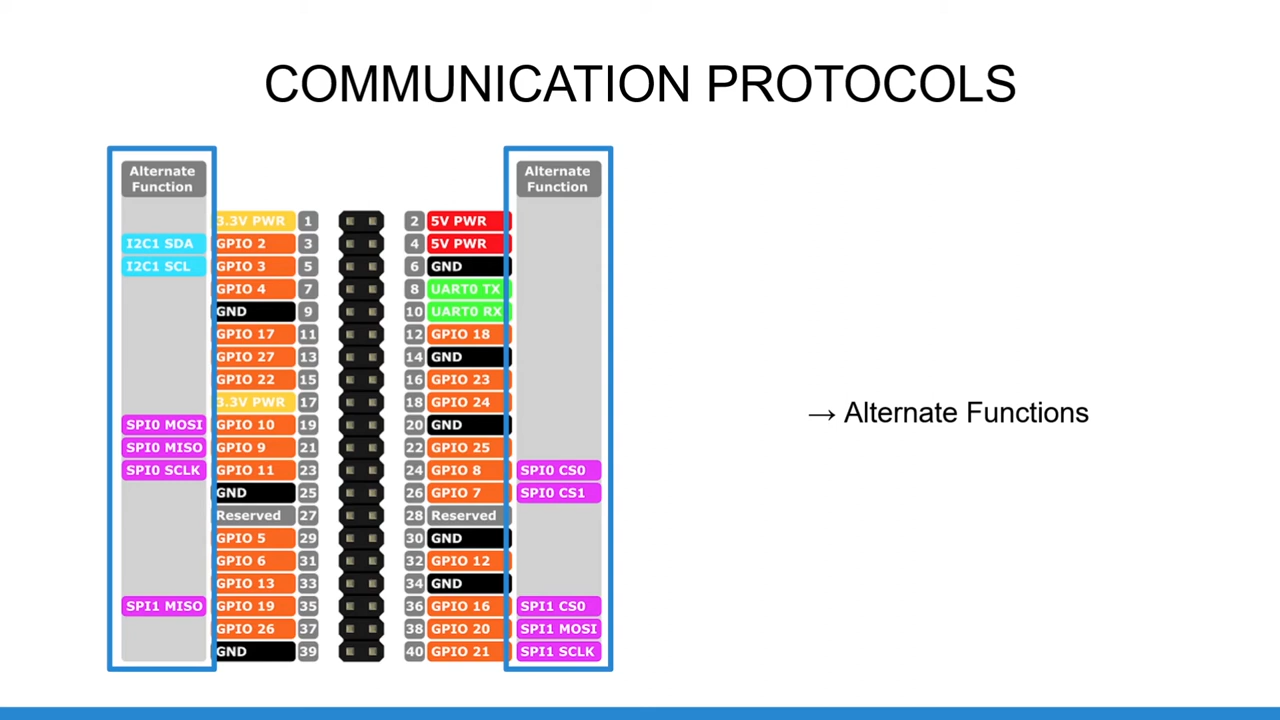 COMMUNICATION PROTOCOLS
Alternate
Function
Alternate
Function
3.3V PWR 1 2 5V PWR
I2C1 SDA GPIO 2 3 4 5V PWR
I2C1 SCL GPIO 3 5 6 GND
GPIO 4 7 8 UART0 TX
GND 9 10 UART0 RX
GPIO 17 11 12 GPIO 18
GPIO 27 13 14 GND
GPIO 22 15 16 GPIO 23
3.3V PWR 17 18 GPIO 24
SPI0 MOSI GPIO 10 19 20 GND
SPI0 MISO GPIO 9 21 22 GPIO 25
SPI0 SCLK GPIO 11 23 24 GPIO 8 SPI0 CS0
GND 25 26 GPIO 7 SPI0 CS1
Reserved 27 28 Reserved
GPIO 5 29 30 GND
GPIO 6 31 32 GPIO 12
GPIO 13 33 34 GND
SPI1 MISO GPIO 19 35 36 GPIO 16 SPI1 CS0
GPIO 26 37 38 GPIO 20 SPI1 MOSI
GND 39 40 GPIO 21 SPI1 SCLK
→ Alternate Functions